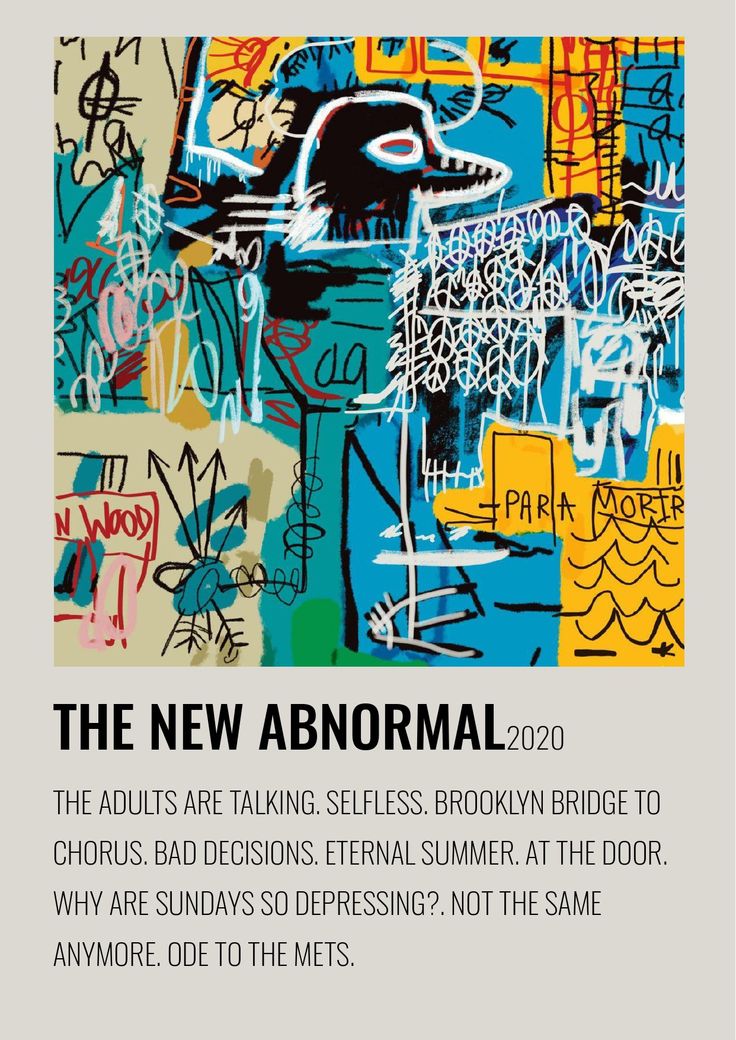 N WOOD
PARA MORIR
THE NEW ABNORMAL2020
THE ADULTS ARE TALKING. SELFLESS. BROOKLYN BRIDGE TO
CHORUS. BAD DECISIONS. ETERNAL SUMMER. AT THE DOOR.
WHY ARE SUNDAYS SO DEPRESSING?. NOT THE SAME
ANYMORE. ODE TO THE METS.